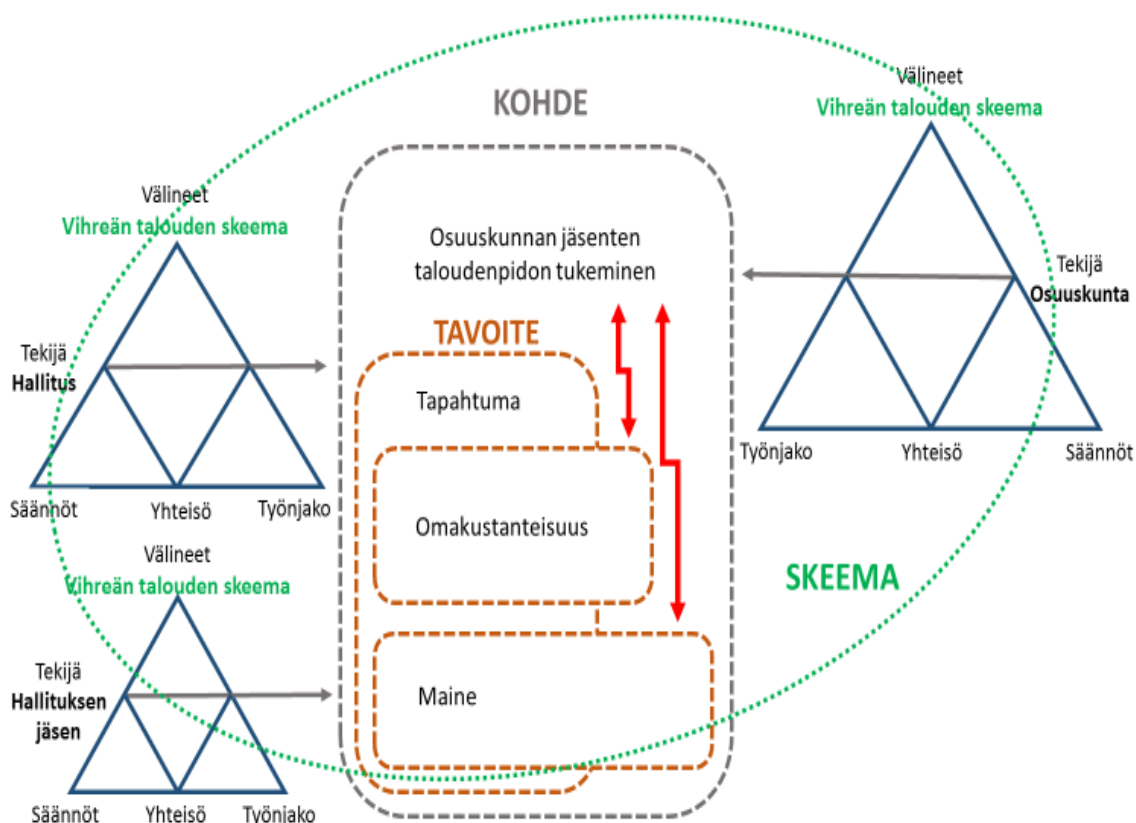 Välineet
Vihreän talouden skeema
KOHDE
Välineet
Vihreän talouden skeema
Osuuskunnan jäsenten
taloudenpidon tukeminen
Tekijä
Osuuskunta
TAVOITE
Tekijä
Hallitus
Tapahtuma
Työnjako
Yhteisö
Säännöt
Säännöt
Yhteisö
Työnjako
Omakustanteisuus
Välineet
Vihreän talouden skeema
SKEEMA
Tekijä
Hallituksen
jäsen
Maine
Säännöt
Yhteisö
Työnjako